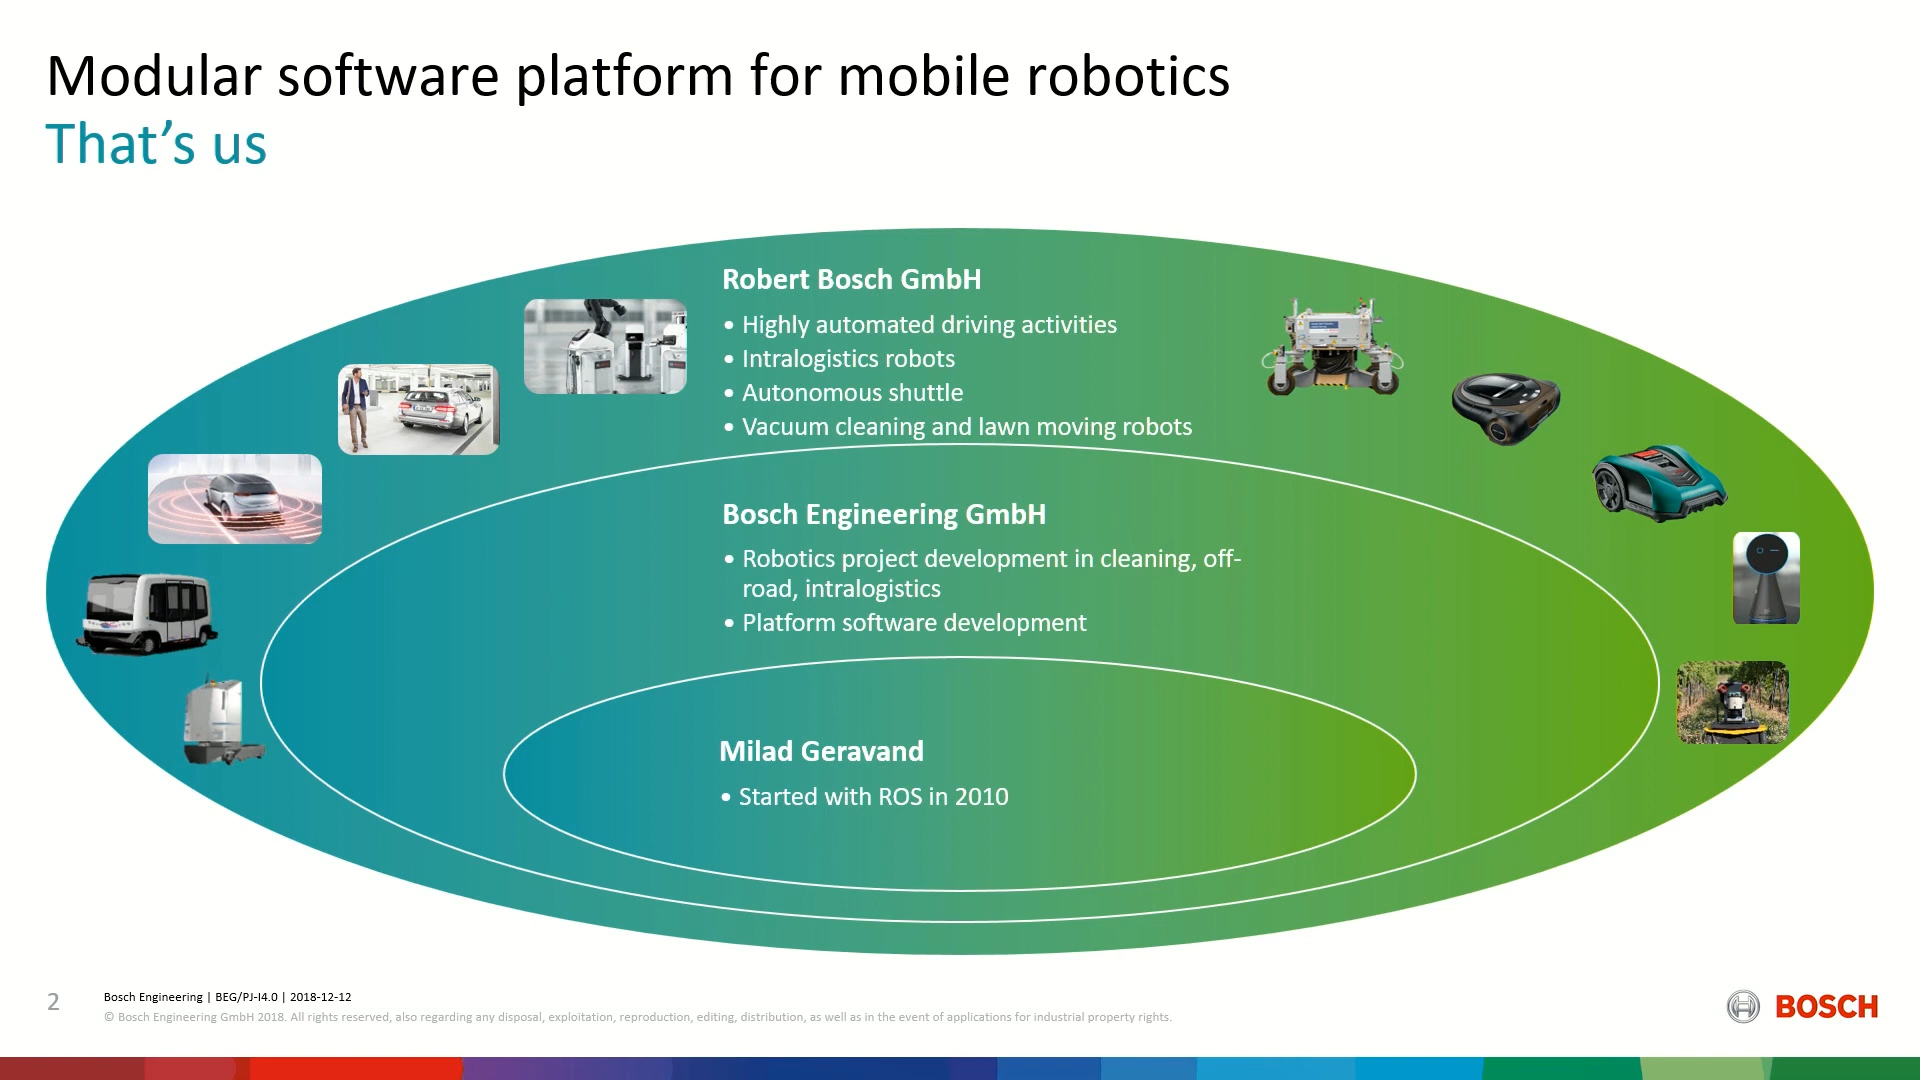 Modular software platform for mobile robotics
That’s us
Robert Bosch GmbH
• Highly automated driving activities
• Intralogistics robots
• Autonomous shuttle
• Vacuum cleaning and lawn moving robots
Bosch Engineering GmbH
• Robotics project development in cleaning, off-
road, intralogistics
• Platform software development
Milad Geravand
• Started with ROS in 2010
2
Bosch Engineering | BEG/PJ-I4.0 | 2018-12-12
© Bosch Engineering GmbH 2018. All rights reserved, also regarding any disposal, exploitation, reproduction, editing, distribution, as well as in the event of applications for industrial property rights.
BOSCH